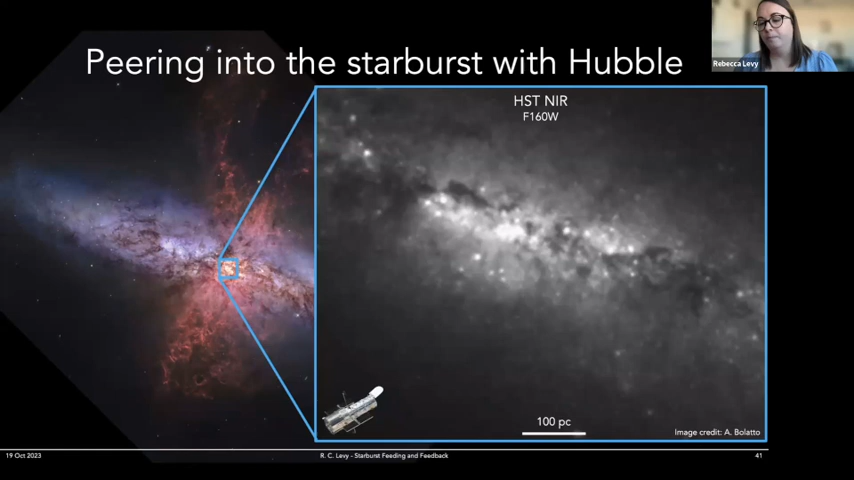 Peering into the starburst with Hubble
Rebecca Levy
HST NIR
F160W
100 pc
Image credit: A. Bolatto
19 Oct 2023
R. C. Levy - Starburst Feeding and Feedback
41